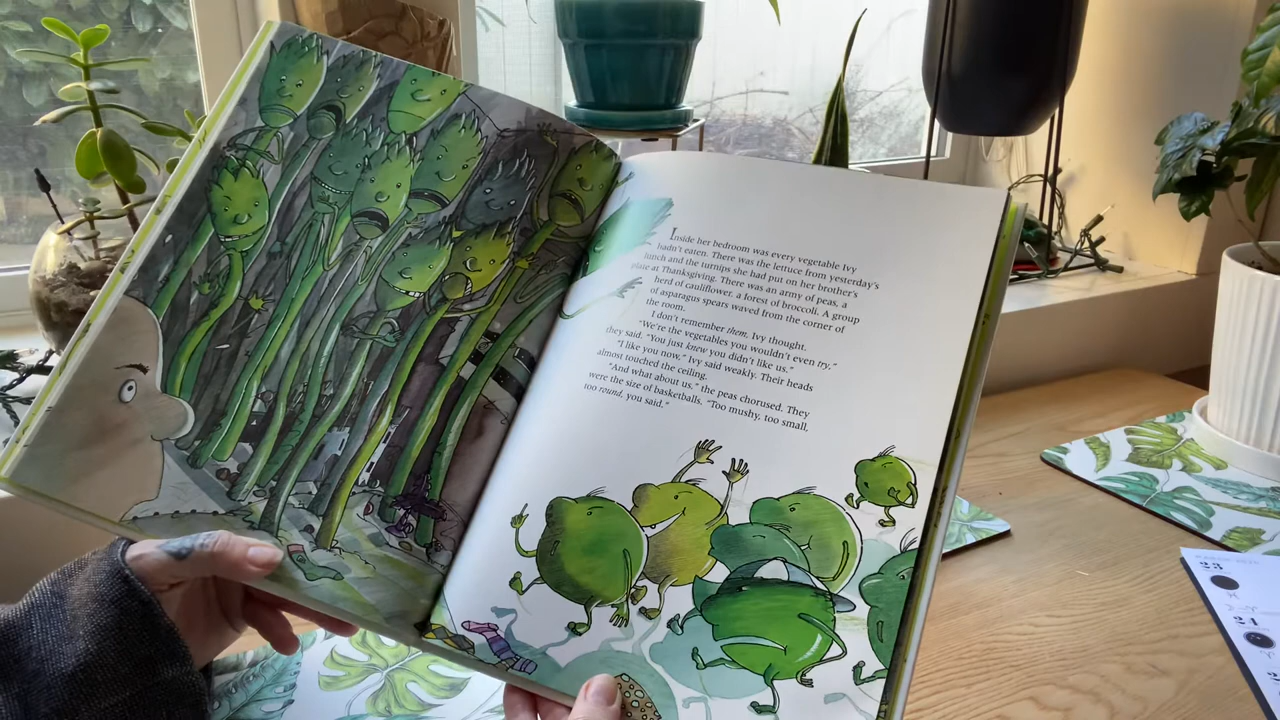 Inside her bedroom was every vegetable Ivy
hadn't eaten. There was the lettuce from yesterday's
lunch and the turnips she had put on her brother's
plate at Thanksgiving. There was an army of peas, a
herd of cauliflower, a forest of broccoli. A group
of asparagus spears waved from the corner of
the room.
I don't remember them, Ivy thought.
"We're the vegetables you wouldn't even try,"
they said. "You just knew you didn't like us."
"I like you now," Ivy said weakly. Their heads
almost touched the ceiling.
"And what about us," the peas chorused. They
were the size of basketballs. "Too mushy, too small,
too round, you said."
23
24